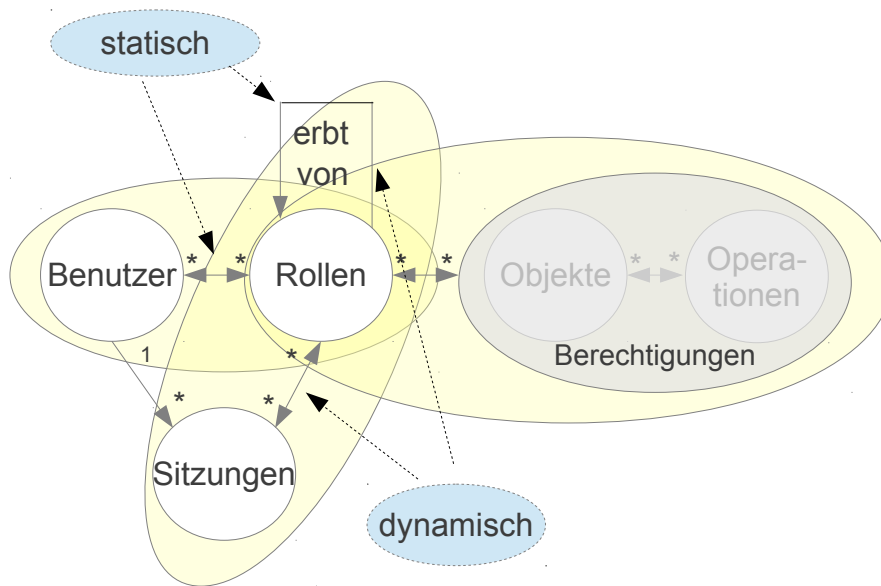 statisch
erbt
von
Benutzer
*
*
Rollen
*
*
Objekte
*
*
Opera-
tionen
Berechtigungen
1
*
*
*
Sitzungen
dynamisch